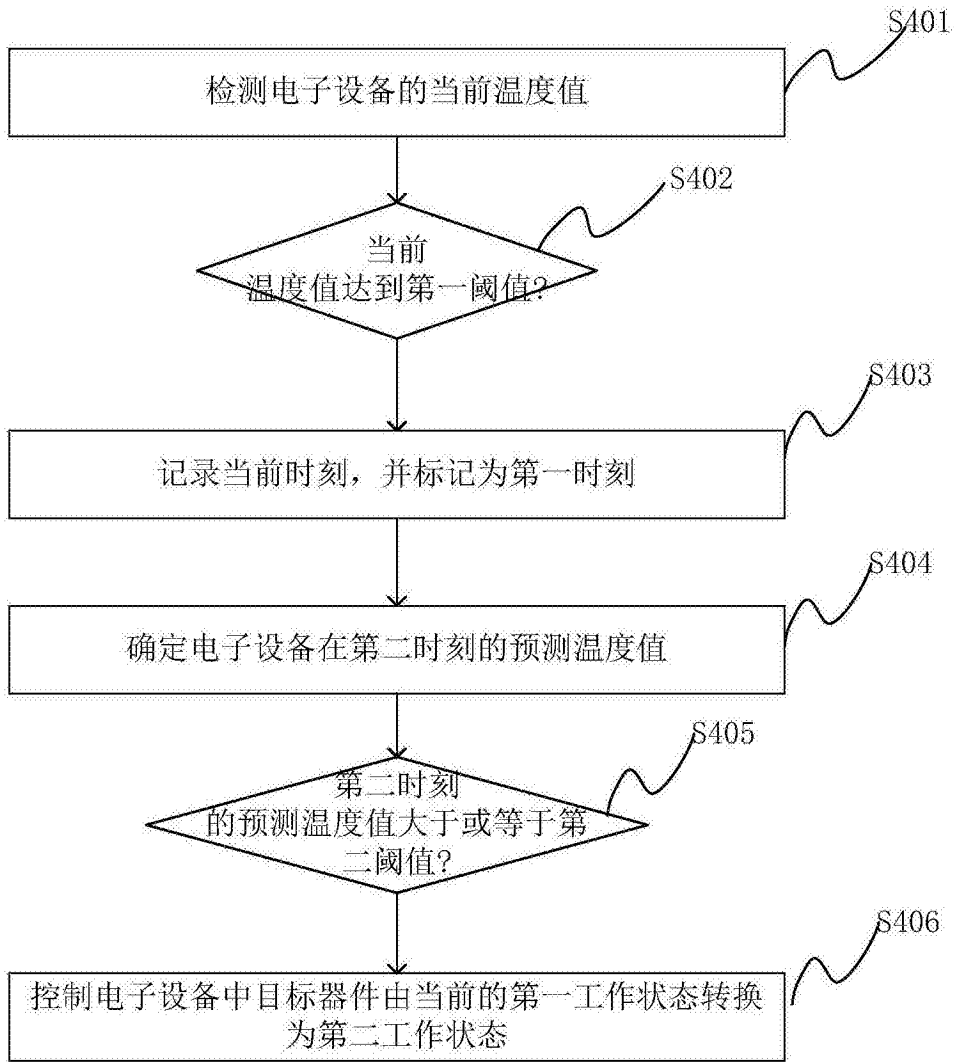 S401
检测电子设备的当前温度值
S402
当前
温度值达到第一阈值?
S403
记录当前时刻，并标记为第一时刻
S404
确定电子设备在第二时刻的预测温度值
S405
第二时刻
的预测温度值大于或等于第
二阈值?
S406
控制电子设备中目标器件由当前的第一工作状态转换
为第二工作状态